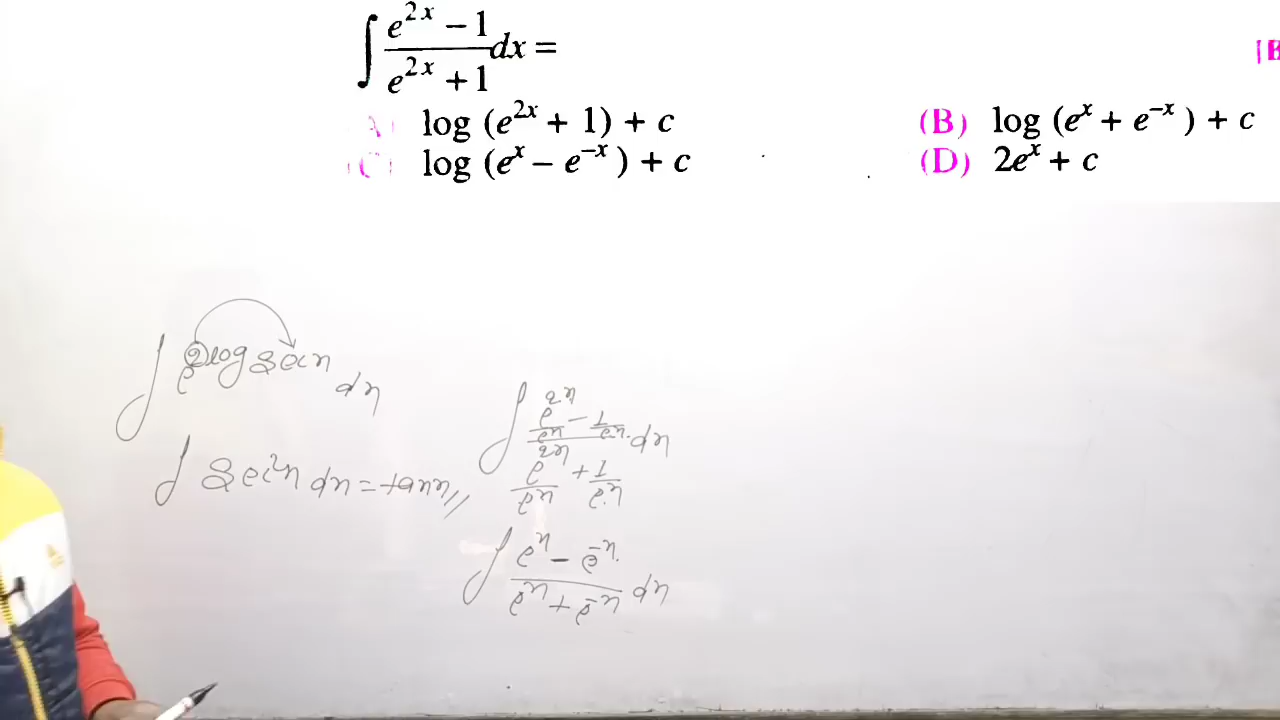 ∫ (e^{2x} − 1)/(e^{2x} + 1) dx =
log (e^{2x} + 1) + c
(B) log (e^x + e^{−x}) + c
(C) log (e^x − e^{−x}) + c
(D) 2e^x + c
∫ e^{2 log sec x} dx
∫ sec²x dx = tan x //
∫ (e^{2x}/e^x − 1/e^x)/(e^{2x}/e^x + 1/e^x) dx
∫ (e^x − e^{−x})/(e^x + e^{−x}) dx